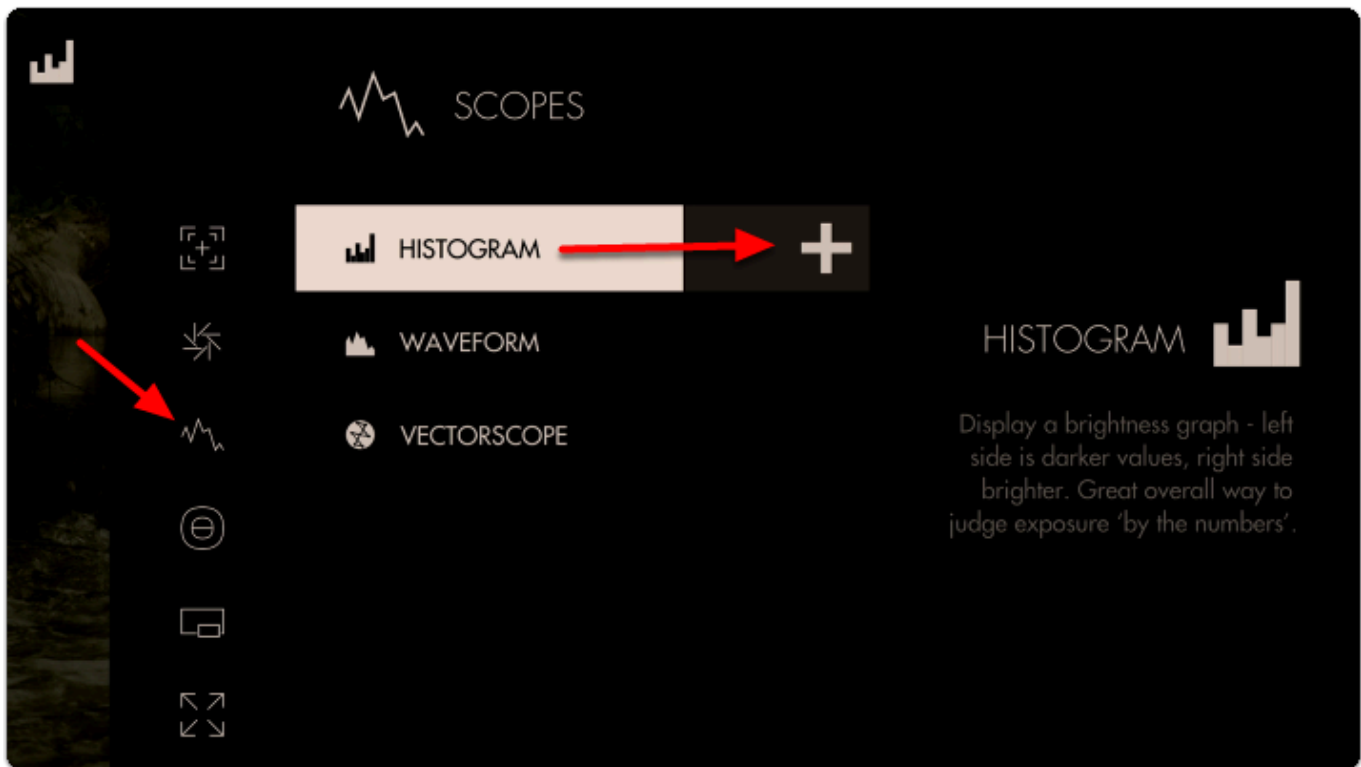 SCOPES
HISTOGRAM
WAVEFORM
VECTORSCOPE
HISTOGRAM
Display a brightness graph - left
side is darker values, right side
brighter. Great overall way to
judge exposure ‘by the numbers’.